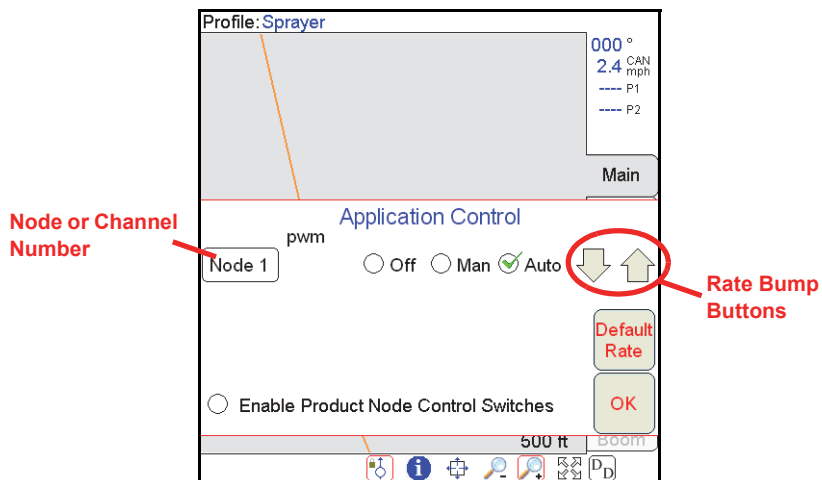 Profile: Sprayer
000 °
2.4 CAN mph
---- P1
---- P2
Main
Node or Channel Number
Application Control
pwm
Node 1
Off
Man
Auto
Rate Bump Buttons
Default Rate
Enable Product Node Control Switches
OK
500 ft
Boom
i
DD